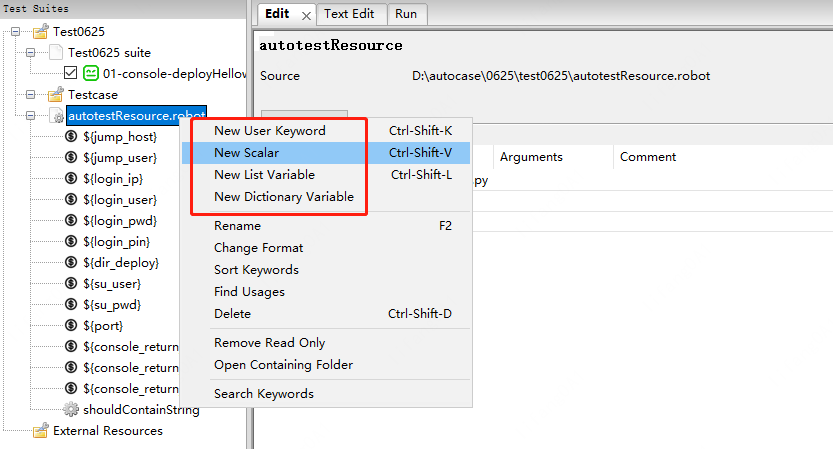 Test Suites
Test0625
Test0625 suite
01-console-deployHellow
Testcase
autotestResource.robot
${jump_host}
${jump_user}
${login_ip}
${login_user}
${login_pwd}
${login_pin}
${dir_deploy}
${su_user}
${su_pwd}
${port}
${console_return
${console_return
${console_return
shouldContainString
External Resources
Edit
Text Edit
Run
autotestResource
Source D:\autocase\0625\test0625\autotestResource.robot
Arguments Comment
py
New User Keyword Ctrl-Shift-K
New Scalar Ctrl-Shift-V
New List Variable Ctrl-Shift-L
New Dictionary Variable
Rename F2
Change Format
Sort Keywords
Find Usages
Delete Ctrl-Shift-D
Remove Read Only
Open Containing Folder
Search Keywords